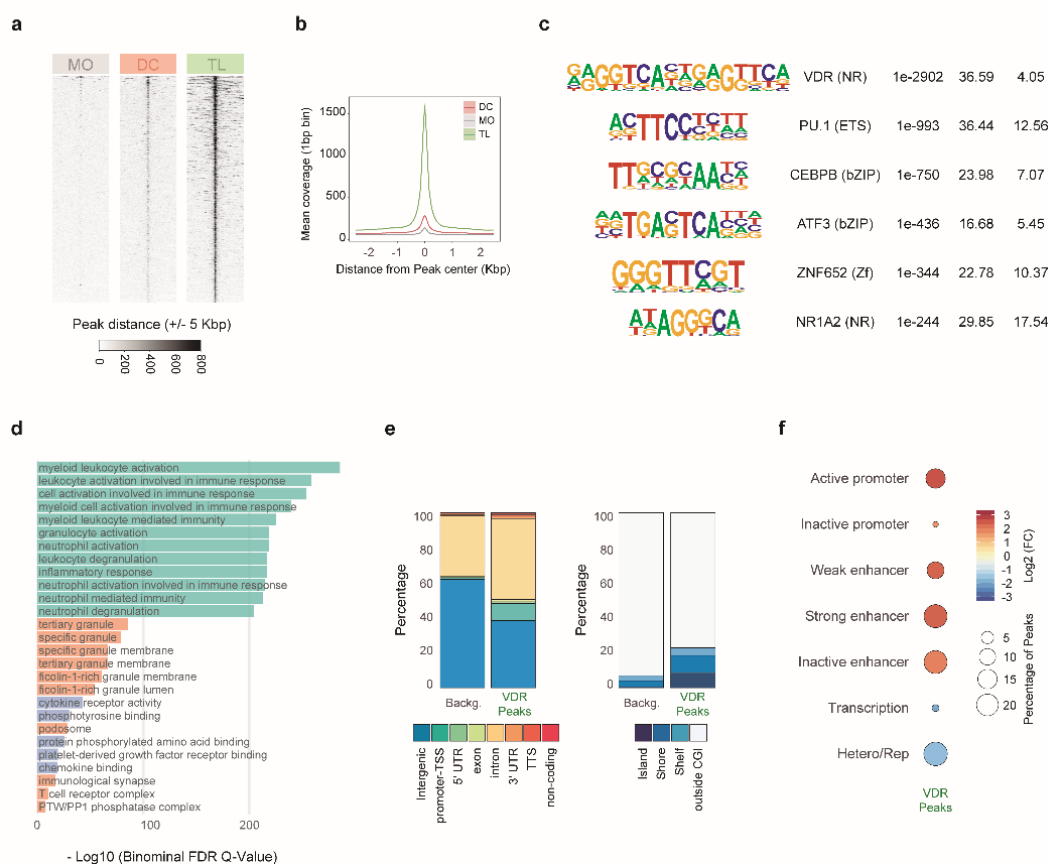 a
MO DC TL
Peak distance (+/- 5 Kbp)
0 200 400 600 800
b
Mean coverage (1bp bin)
1500
1000
500
0
DC
MO
TL
-2 -1 0 1 2
Distance from Peak center (Kbp)
c
GAGGTCACTGAGTTCA VDR (NR) 1e-2902 36.59 4.05
PU.1 (ETS) 1e-993 36.44 12.56
CEBPB (bZIP) 1e-750 23.98 7.07
ATF3 (bZIP) 1e-436 16.68 5.45
GGGTTCGT ZNF652 (Zf) 1e-344 22.78 10.37
NR1A2 (NR) 1e-244 29.85 17.54
d
myeloid leukocyte activation
leukocyte activation involved in immune response
cell activation involved in immune response
myeloid cell activation involved in immune response
myeloid leukocyte mediated immunity
granulocyte activation
neutrophil activation
leukocyte degranulation
inflammatory response
neutrophil activation involved in immune response
neutrophil mediated immunity
neutrophil degranulation
tertiary granule
specific granule
specific granule membrane
tertiary granule membrane
ficolin-1-rich granule membrane
ficolin-1-rich granule lumen
cytokine receptor activity
phosphotyrosine binding
podosome
protein phosphorylated amino acid binding
platelet-derived growth factor receptor binding
chemokine binding
immunological synapse
T cell receptor complex
PTW/PP1 phosphatase complex
0 100 200
- Log10 (Binominal FDR Q-Value)
e
Percentage
100
80
60
40
20
0
Backg.
VDR
Peaks
Intergenic
promoter-TSS
5' UTR
exon
intron
3' UTR
TTS
non-coding
Percentage
100
80
60
40
20
0
Backg.
VDR
Peaks
Island
Shore
Shelf
outside CGI
f
Active promoter
Inactive promoter
Weak enhancer
Strong enhancer
Inactive enhancer
Transcription
Hetero/Rep
VDR
Peaks
3
2
1
0
-1
-2
-3
Log2 (FC)
5
10
15
20
Percentage of Peaks